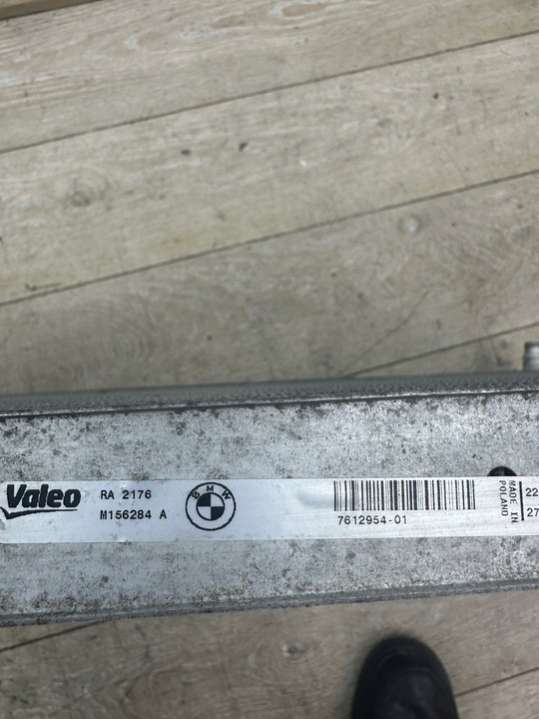 Valeo
RA 2176
M156284 A
BMW
7612954-01
MADE IN
POLAND
22
27